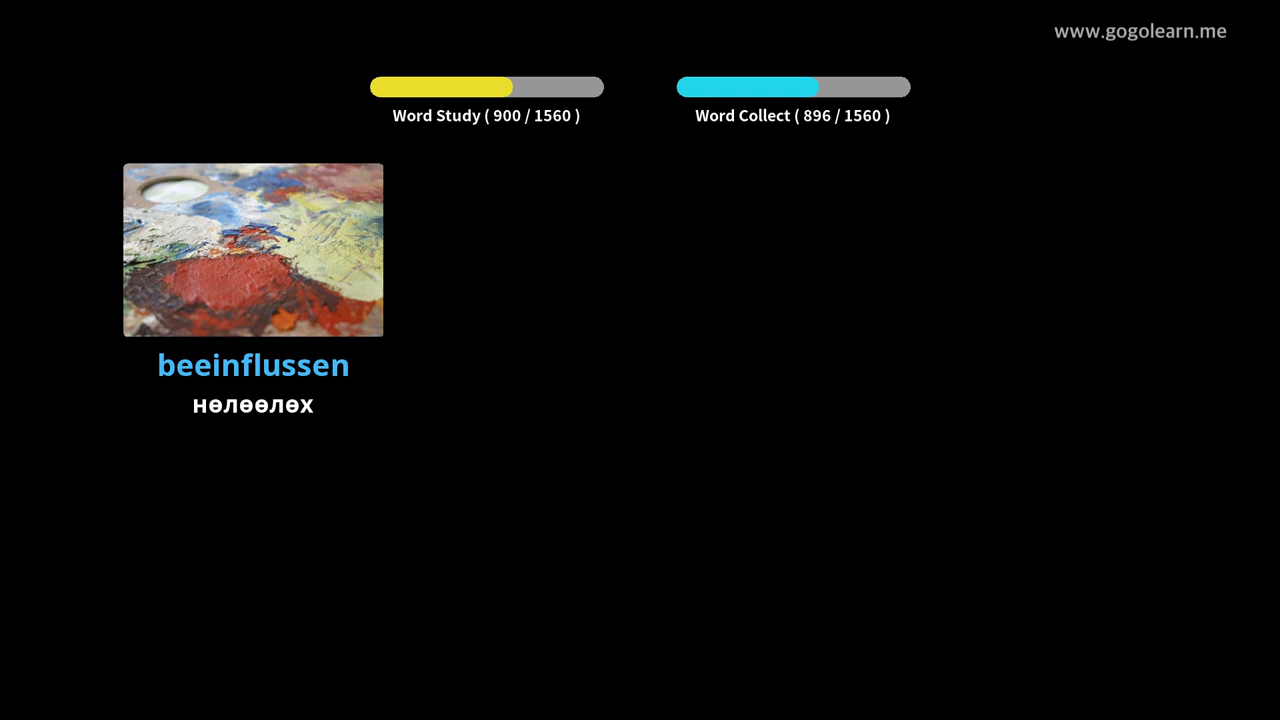 www.gogolearn.me
Word Study ( 900 / 1560 )
Word Collect ( 896 / 1560 )
beeinflussen
нөлөөлөх